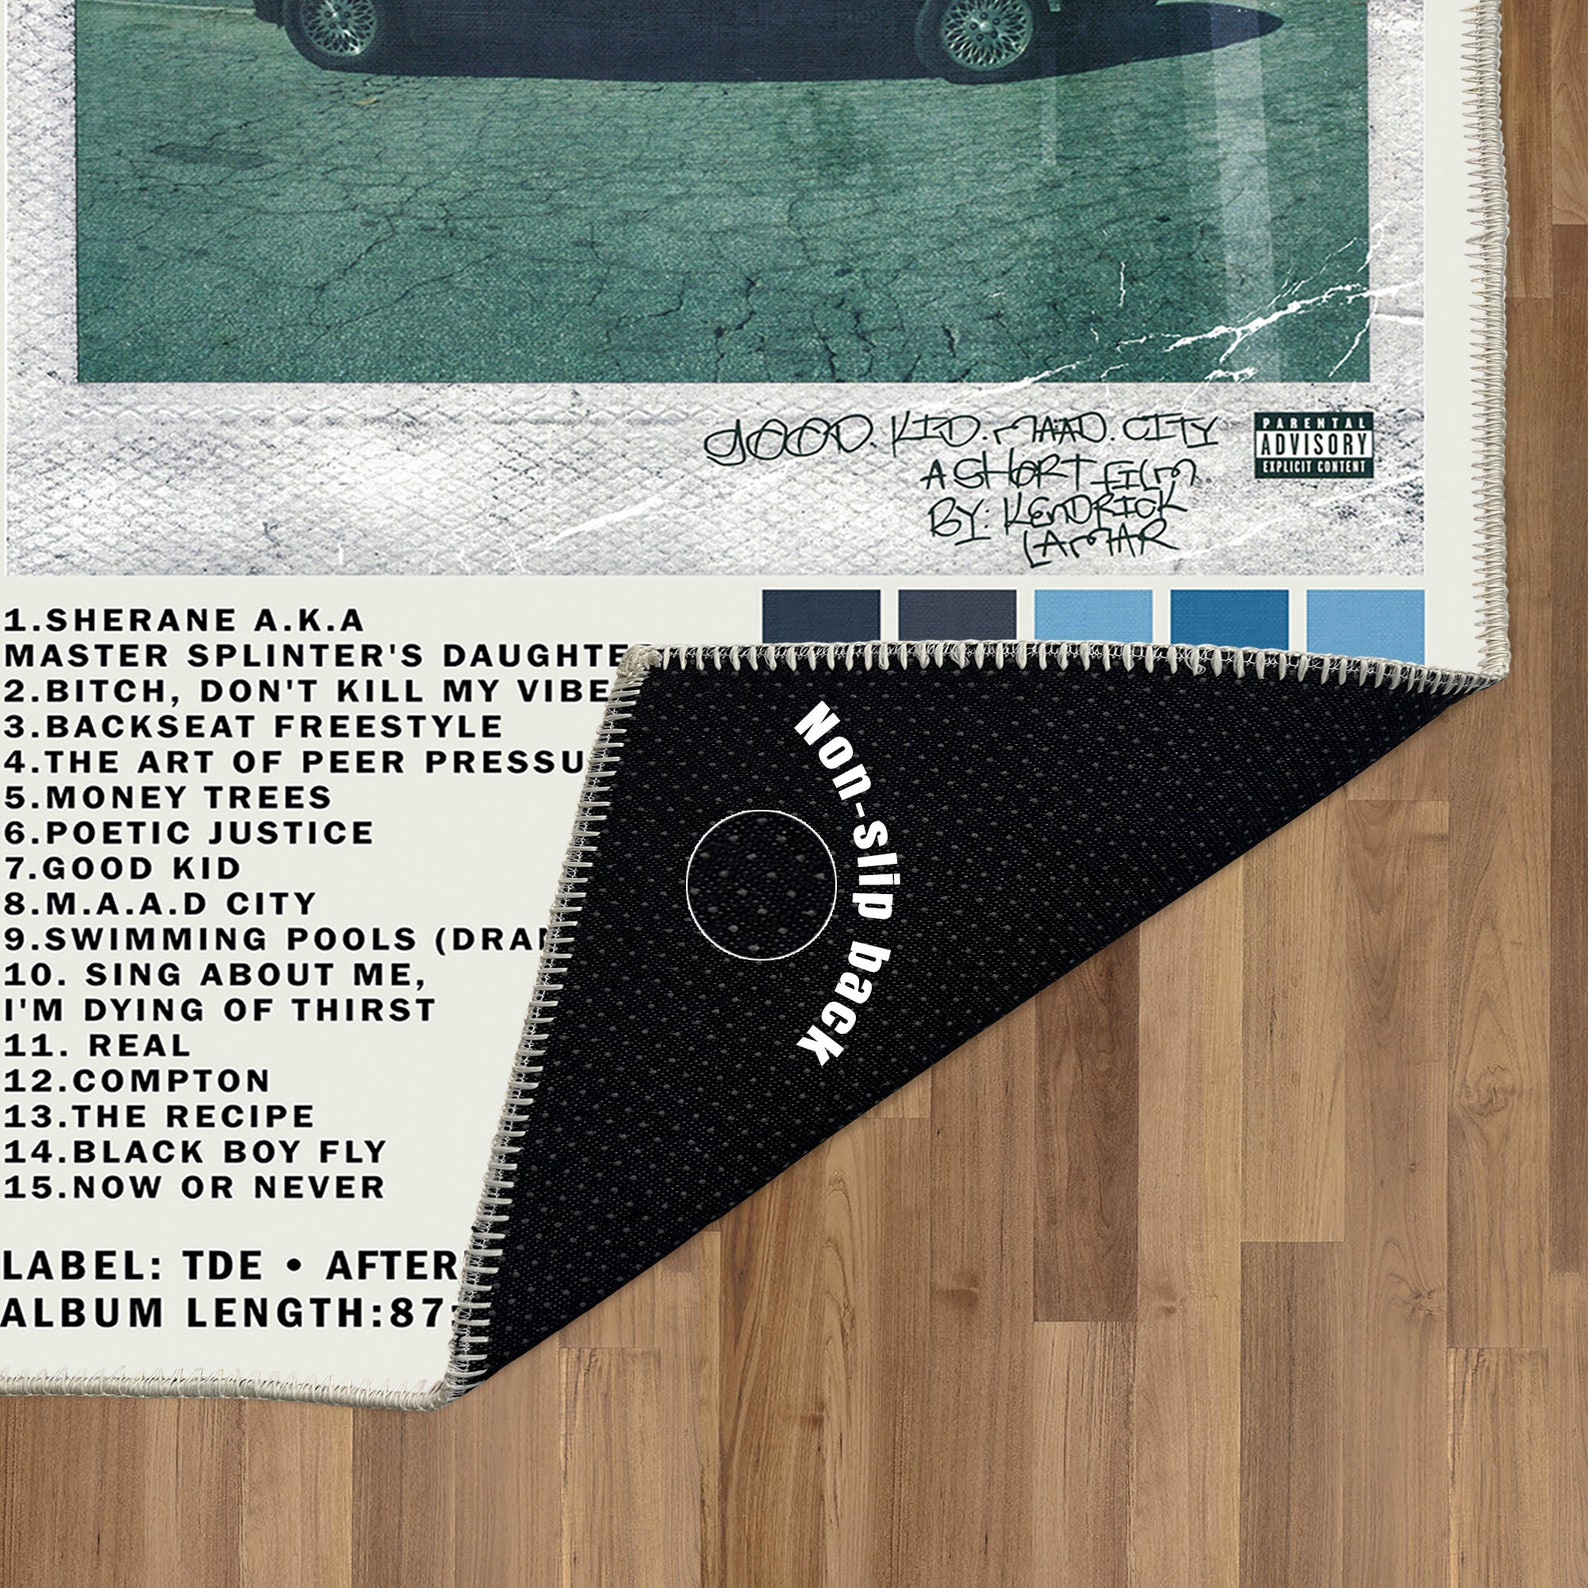 gOOD. KID. MAAD. CITY
A SHORT FILM
BY: KENDRICK
LAMAR
PARENTAL
ADVISORY
EXPLICIT CONTENT
1.SHERANE A.K.A
MASTER SPLINTER'S DAUGHTE
2.BITCH, DON'T KILL MY VIBE
3.BACKSEAT FREESTYLE
4.THE ART OF PEER PRESSU
5.MONEY TREES
6.POETIC JUSTICE
7.GOOD KID
8.M.A.A.D CITY
9.SWIMMING POOLS (DRAN
10. SING ABOUT ME,
I'M DYING OF THIRST
11. REAL
12.COMPTON
13.THE RECIPE
14.BLACK BOY FLY
15.NOW OR NEVER
LABEL: TDE • AFTER
ALBUM LENGTH:87:
Non-slip back